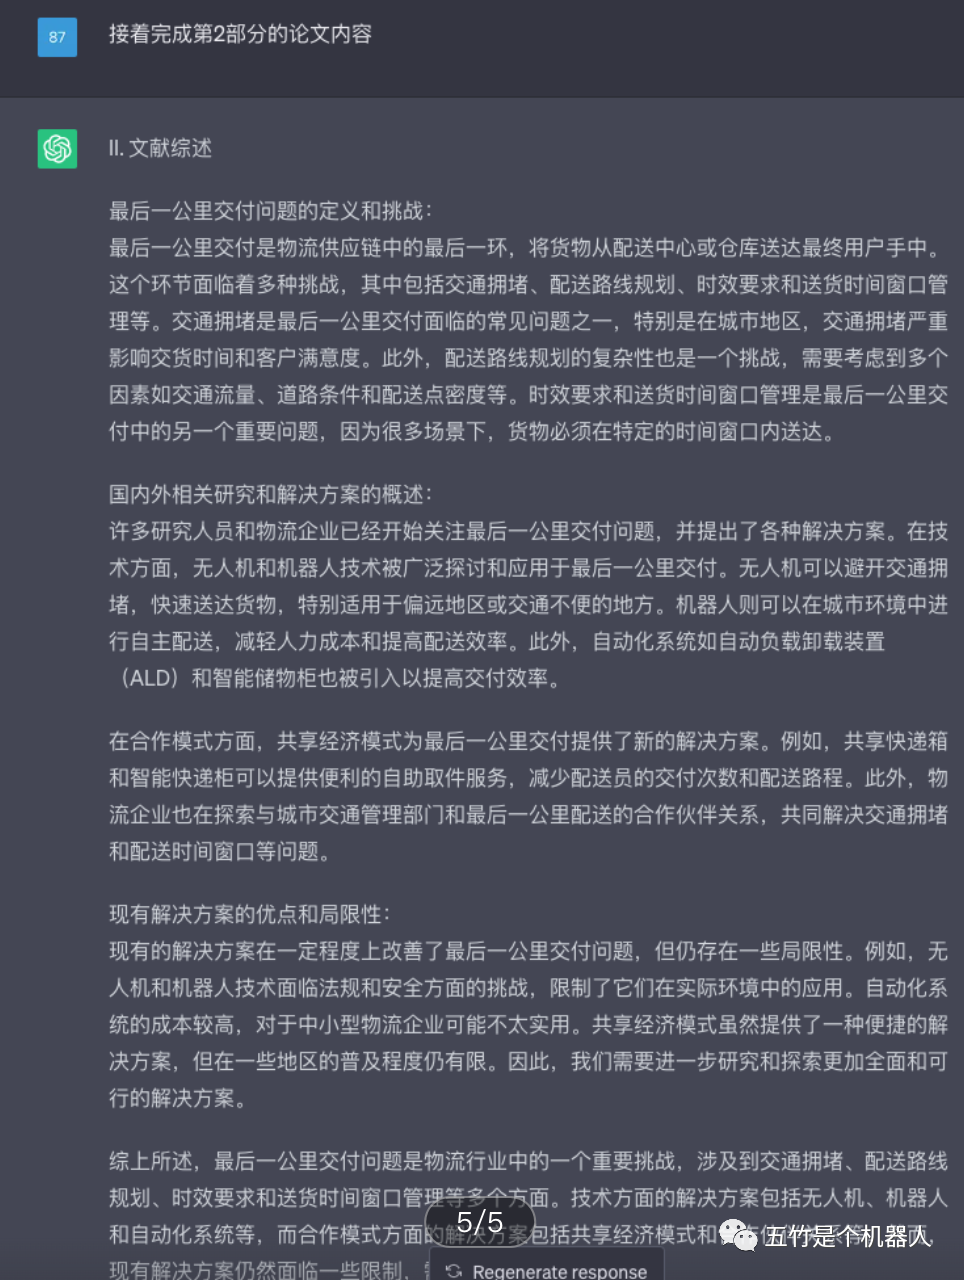 87
接着完成第2部分的论文内容
II. 文献综述
最后一公里交付问题的定义和挑战：
最后一公里交付是物流供应链中的最后一环，将货物从配送中心或仓库送达最终用户手中。
这个环节面临着多种挑战，其中包括交通拥堵、配送路线规划、时效要求和送货时间窗口管
理等。交通拥堵是最后一公里交付面临的常见问题之一，特别是在城市地区，交通拥堵严重
影响交货时间和客户满意度。此外，配送路线规划的复杂性也是一个挑战，需要考虑到多个
因素如交通流量、道路条件和配送点密度等。时效要求和送货时间窗口管理是最后一公里交
付中的另一个重要问题，因为很多场景下，货物必须在特定的时间窗口内送达。
国内外相关研究和解决方案的概述：
许多研究人员和物流企业已经开始关注最后一公里交付问题，并提出了各种解决方案。在技
术方面，无人机和机器人技术被广泛探讨和应用于最后一公里交付。无人机可以避开交通拥
堵，快速送达货物，特别适用于偏远地区或交通不便的地方。机器人则可以在城市环境中进
行自主配送，减轻人力成本和提高配送效率。此外，自动化系统如自动负载卸载装置
（ALD）和智能储物柜也被引入以提高交付效率。
在合作模式方面，共享经济模式为最后一公里交付提供了新的解决方案。例如，共享快递箱
和智能快递柜可以提供便利的自助取件服务，减少配送员的交付次数和配送路程。此外，物
流企业也在探索与城市交通管理部门和最后一公里配送的合作伙伴关系，共同解决交通拥堵
和配送时间窗口等问题。
现有解决方案的优点和局限性：
现有的解决方案在一定程度上改善了最后一公里交付问题，但仍存在一些局限性。例如，无
人机和机器人技术面临法规和安全方面的挑战，限制了它们在实际环境中的应用。自动化系
统的成本较高，对于中小型物流企业可能不太实用。共享经济模式虽然提供了一种便捷的解
决方案，但在一些地区的普及程度仍有限。因此，我们需要进一步研究和探索更加全面和可
行的解决方案。
综上所述，最后一公里交付问题是物流行业中的一个重要挑战，涉及到交通拥堵、配送路线
规划、时效要求和送货时间窗口管理等多个方面。技术方面的解决方案包括无人机、机器人
和自动化系统等，而合作模式方面的解决方案包括共享经济模式和
5/5
五竹是个机器人
现有解决方案仍然面临一些限制，
Regenerate response